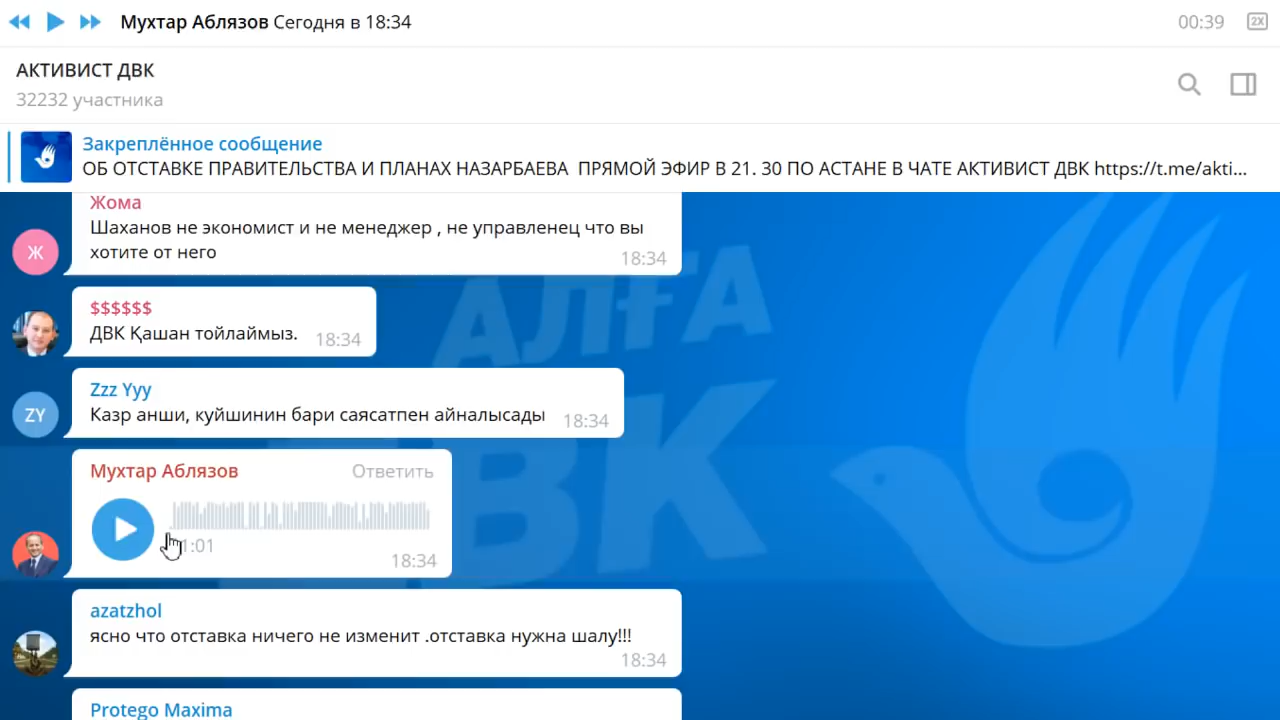 Мухтар Аблязов Сегодня в 18:34
00:39
2X
АКТИВИСТ ДВК
32232 участника
Закреплённое сообщение
ОБ ОТСТАВКЕ ПРАВИТЕЛЬСТВА И ПЛАНАХ НАЗАРБАЕВА ПРЯМОЙ ЭФИР В 21. 30 ПО АСТАНЕ В ЧАТЕ АКТИВИСТ ДВК https://t.me/akti...
Жома
Ж
Шаханов не экономист и не менеджер , не управленец что вы
хотите от него
18:34
АЛҒА
ДВК
$$$$$$
ДВК Қашан тойлаймыз.
18:34
Zzz Yyy
ZY
Казр анши, куйшинин бари саясатпен айналысады
18:34
Мухтар Аблязов
Ответить
18:34
azatzhol
ясно что отставка ничего не изменит .отставка нужна шалу!!!
18:34
Protego Maxima